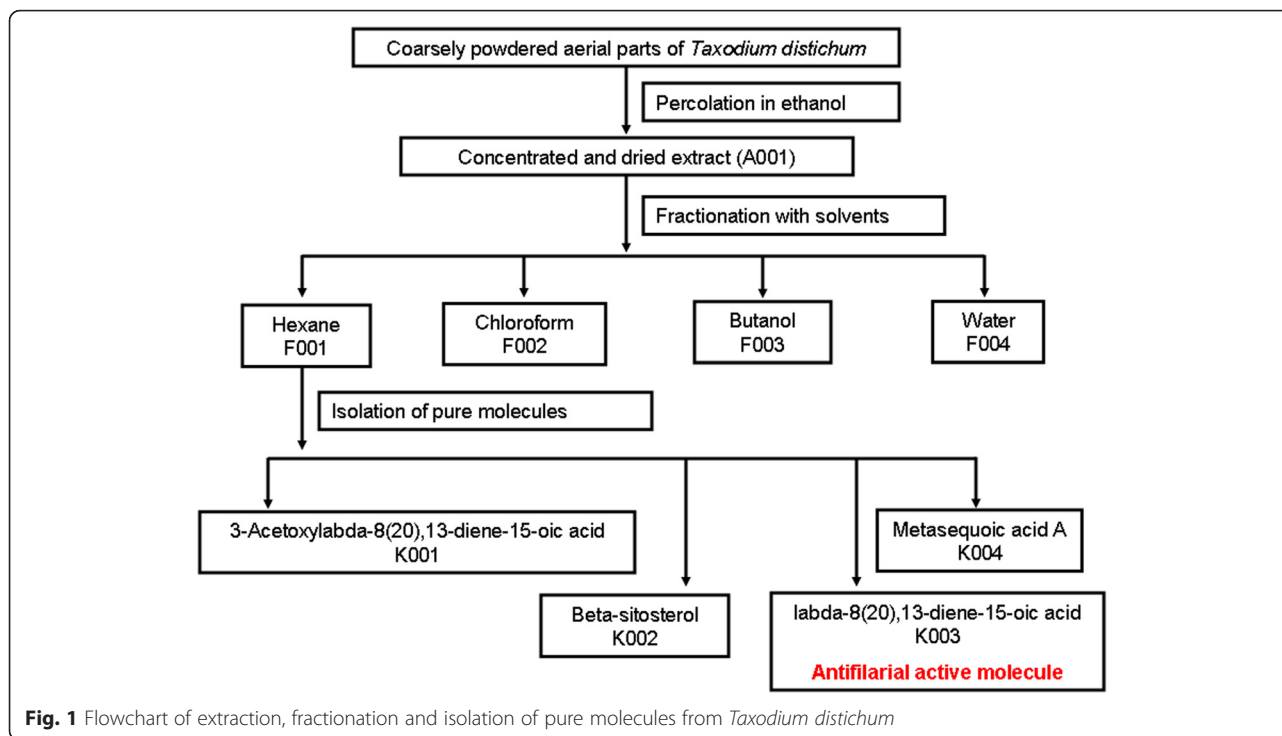 Coarsely powdered aerial parts of Taxodium distichum
Percolation in ethanol
Concentrated and dried extract (A001)
Fractionation with solvents
Hexane
F001
Chloroform
F002
Butanol
F003
Water
F004
Isolation of pure molecules
3-Acetoxylabda-8(20),13-diene-15-oic acid
K001
Beta-sitosterol
K002
labda-8(20),13-diene-15-oic acid
K003
Antifilarial active molecule
Metasequoic acid A
K004
Fig. 1 Flowchart of extraction, fractionation and isolation of pure molecules from Taxodium distichum